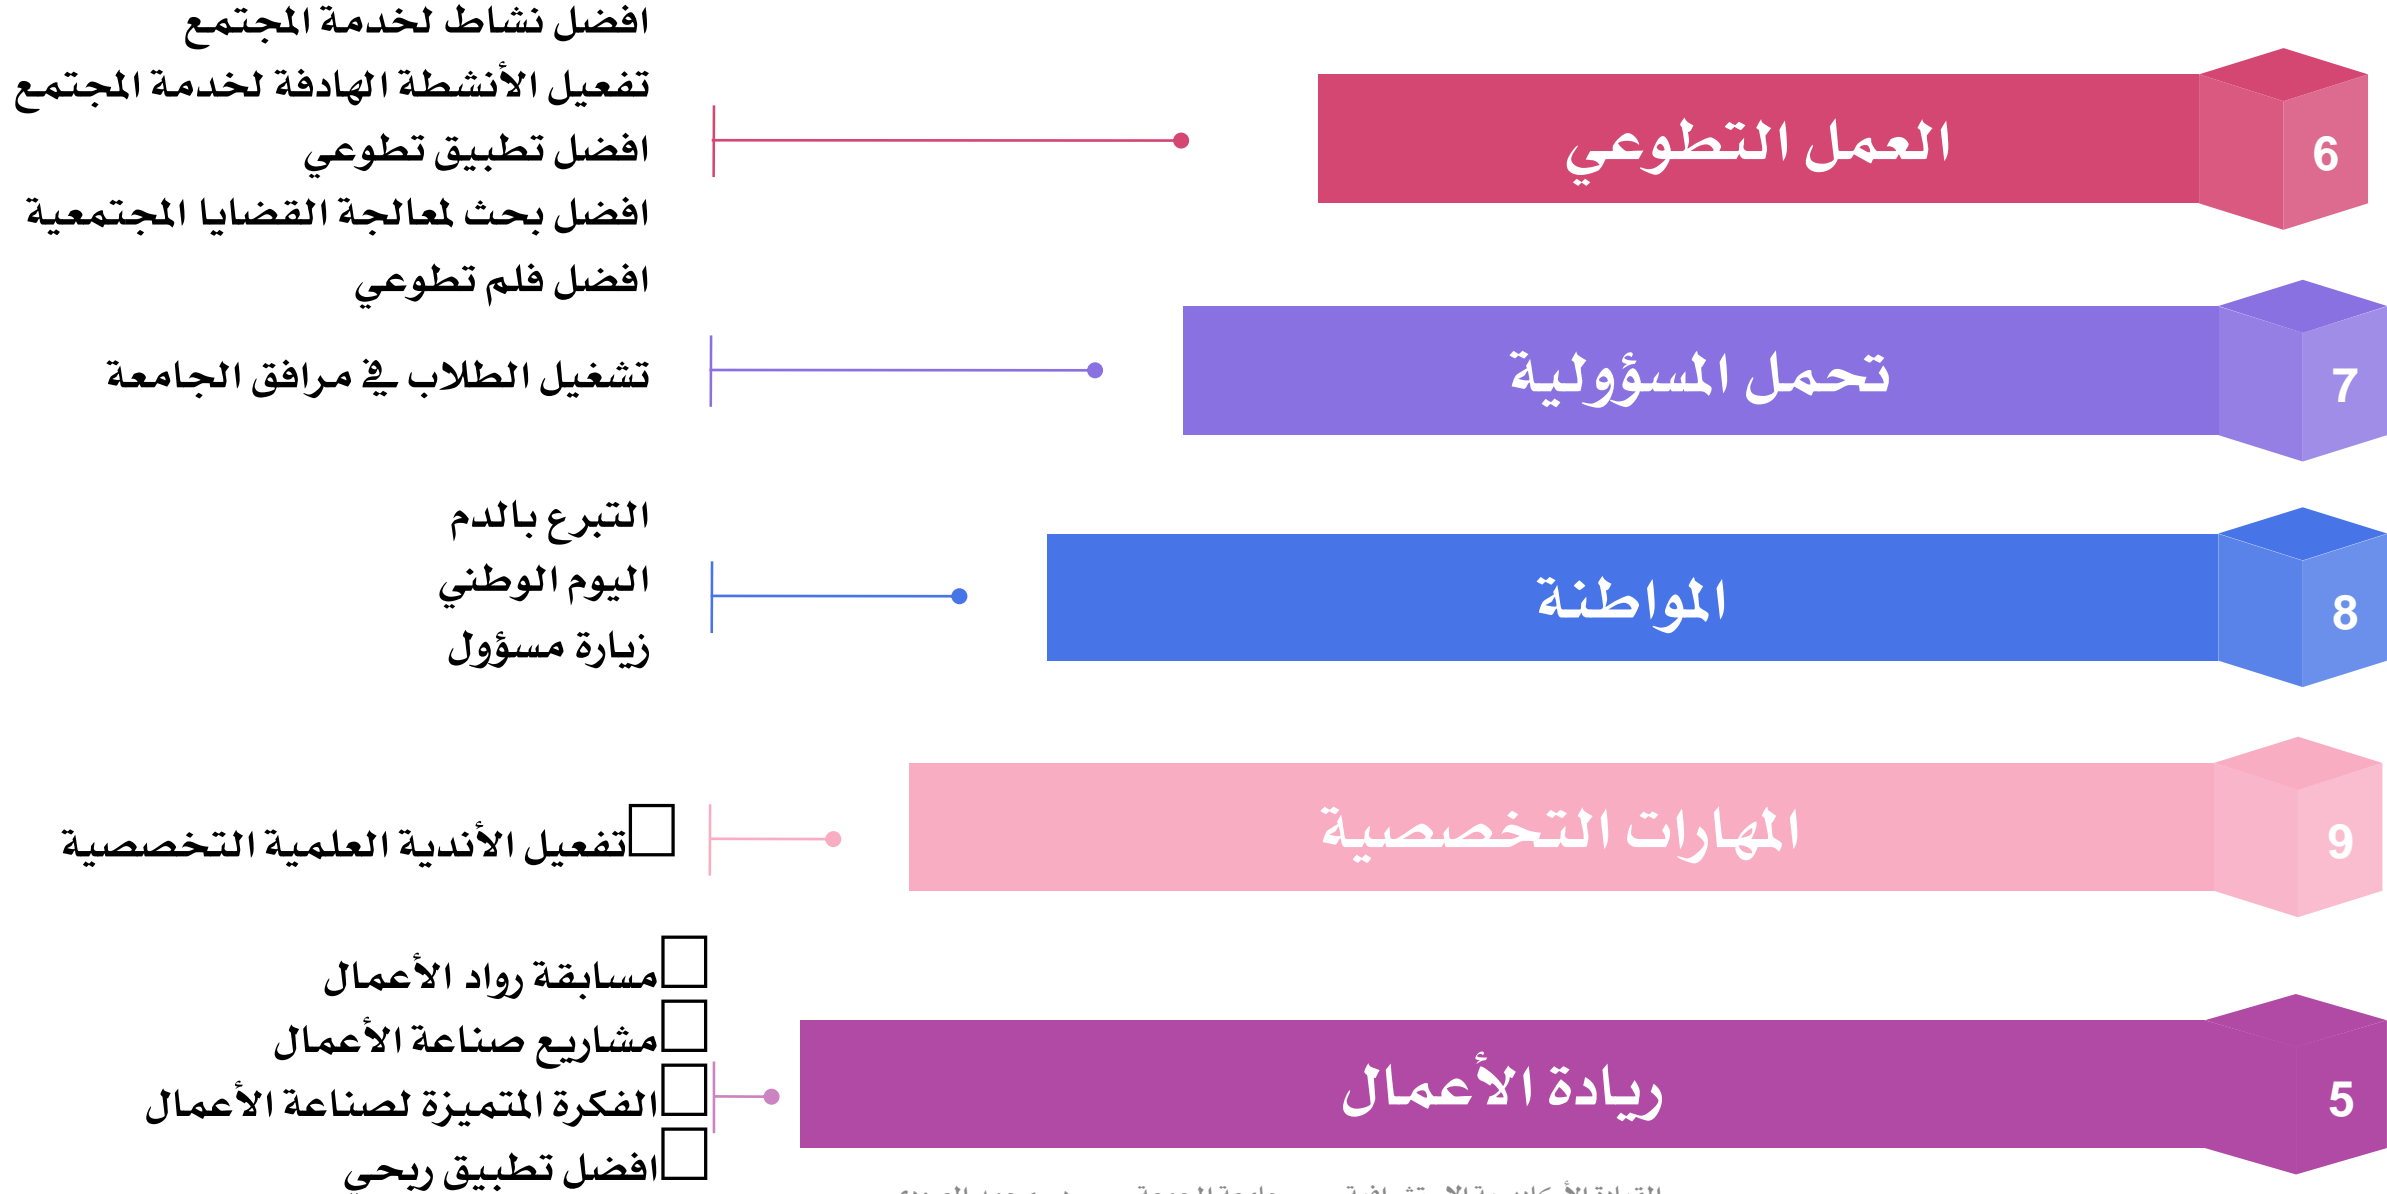 6
العمل التطوعي
افضل نشاط لخدمة المجتمع
تفعيل الأنشطة الهادفة لخدمة المجتمع
افضل تطبيق تطوعي
افضل بحث لمعالجة القضايا المجتمعية
افضل فلم تطوعي
7
تحمل المسؤولية
تشغيل الطلاب في مرافق الجامعة
8
المواطنة
التبرع بالدم
اليوم الوطني
زيارة مسؤول
9
المهارات التخصصية
تفعيل الأندية العلمية التخصصية
5
ريادة الأعمال
مسابقة رواد الأعمال
مشاريع صناعة الأعمال
الفكرة المتميزة لصناعة الأعمال
افضل تطبيق ربحي